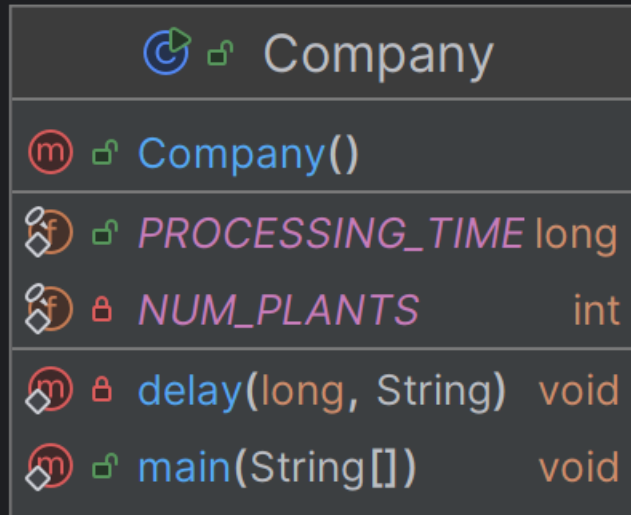 Company
Company()
PROCESSING_TIME long
NUM_PLANTS int
delay(long, String) void
main(String[]) void